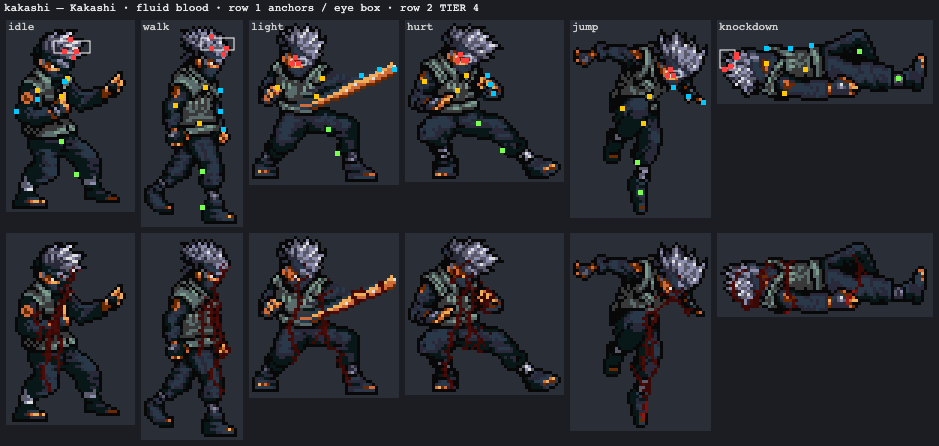 kakashi — Kakashi · fluid blood · row 1 anchors / eye box · row 2 TIER 4
idle walk light hurt jump knockdown